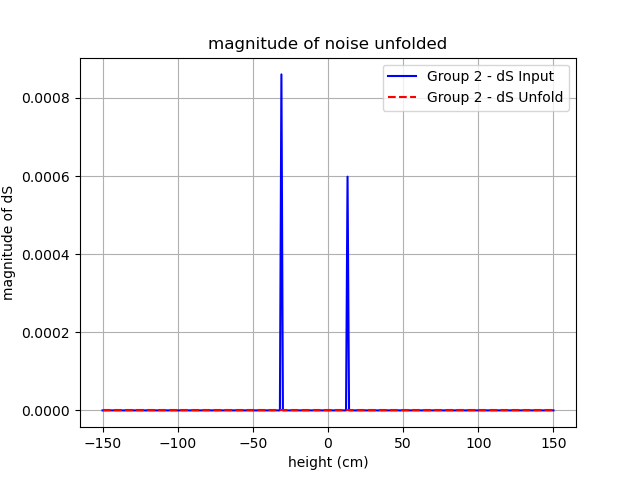 magnitude of noise unfolded
Group 2 - dS Input
Group 2 - dS Unfold
magnitude of dS
0.0008
0.0006
0.0004
0.0002
0.0000
−150
−100
−50
0
50
100
150
height (cm)